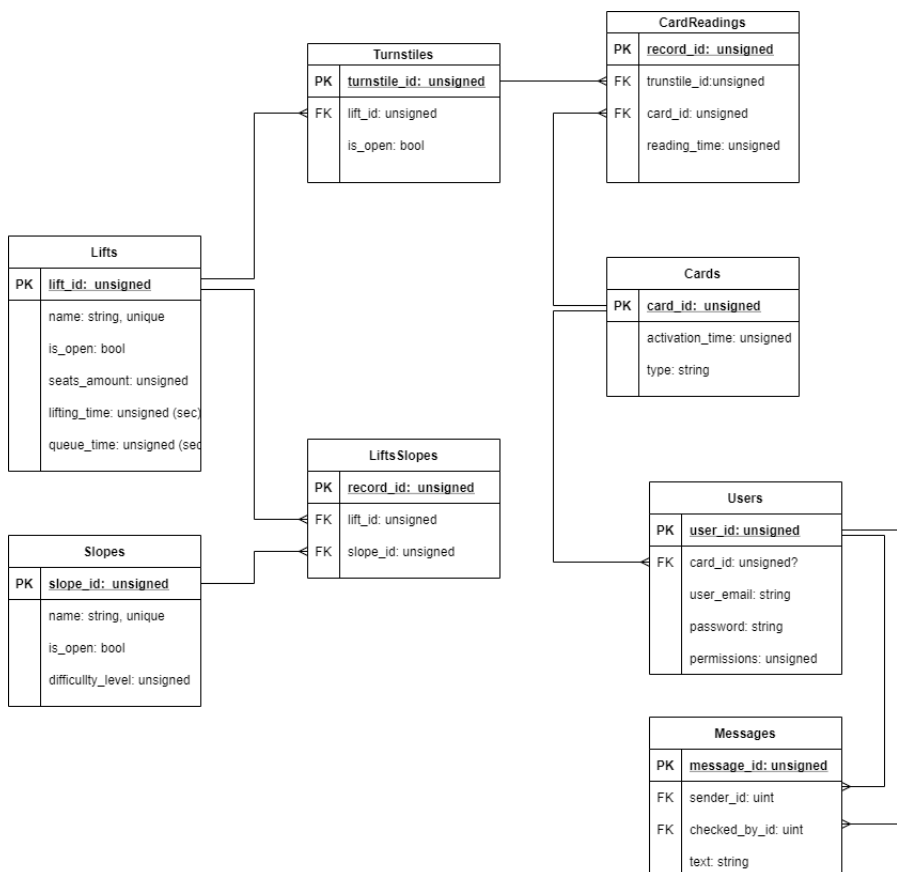 CardReadings
PK record_id: unsigned
FK trunstile_id:unsigned
FK card_id: unsigned
reading_time: unsigned
Turnstiles
PK turnstile_id: unsigned
FK lift_id: unsigned
is_open: bool
Lifts
PK lift_id: unsigned
name: string, unique
is_open: bool
seats_amount: unsigned
lifting_time: unsigned (sec)
queue_time: unsigned (sec
Cards
PK card_id: unsigned
activation_time: unsigned
type: string
LiftsSlopes
PK record_id: unsigned
FK lift_id: unsigned
FK slope_id: unsigned
Slopes
PK slope_id: unsigned
name: string, unique
is_open: bool
difficullty_level: unsigned
Users
PK user_id: unsigned
FK card_id: unsigned?
user_email: string
password: string
permissions: unsigned
Messages
PK message_id: unsigned
FK sender_id: uint
FK checked_by_id: uint
text: string